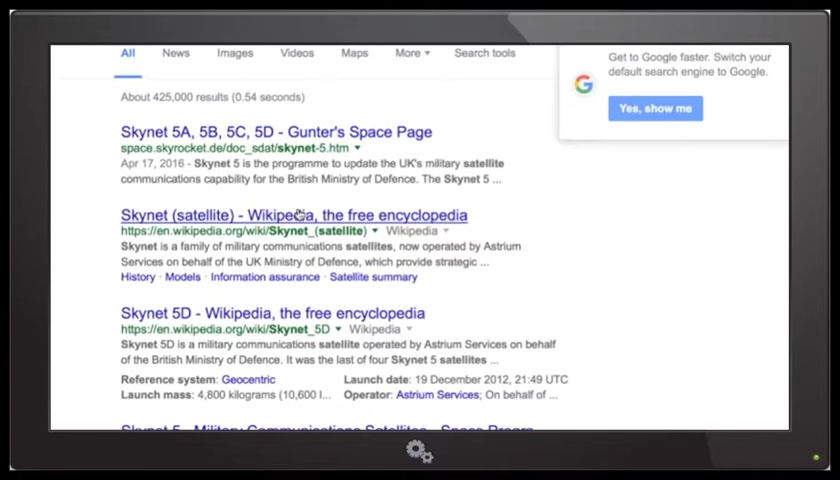 All News Images Videos Maps More Search tools
Get to Google faster. Switch your
default search engine to Google.
Yes, show me
About 425,000 results (0.54 seconds)
Skynet 5A, 5B, 5C, 5D - Gunter's Space Page
space.skyrocket.de/doc_sdat/skynet-5.htm
Apr 17, 2016 - Skynet 5 is the programme to update the UK's military satellite
communications capability for the British Ministry of Defence. The Skynet 5 ...
Skynet (satellite) - Wikipedia, the free encyclopedia
https://en.wikipedia.org/wiki/Skynet_(satellite) Wikipedia
Skynet is a family of military communications satellites, now operated by Astrium
Services on behalf of the UK Ministry of Defence, which provide strategic ...
History · Models · Information assurance · Satellite summary
Skynet 5D - Wikipedia, the free encyclopedia
https://en.wikipedia.org/wiki/Skynet_5D Wikipedia
Skynet 5D is a military communications satellite operated by Astrium Services on behalf
of the British Ministry of Defence. It was the last of four Skynet 5 satellites ...
Reference system: Geocentric Launch date: 19 December 2012, 21:49 UTC
Launch mass: 4,800 kilograms (10,600 l... Operator: Astrium Services; On behalf of ...
Skynet 5 - Military Communications Satellites - Space Progra